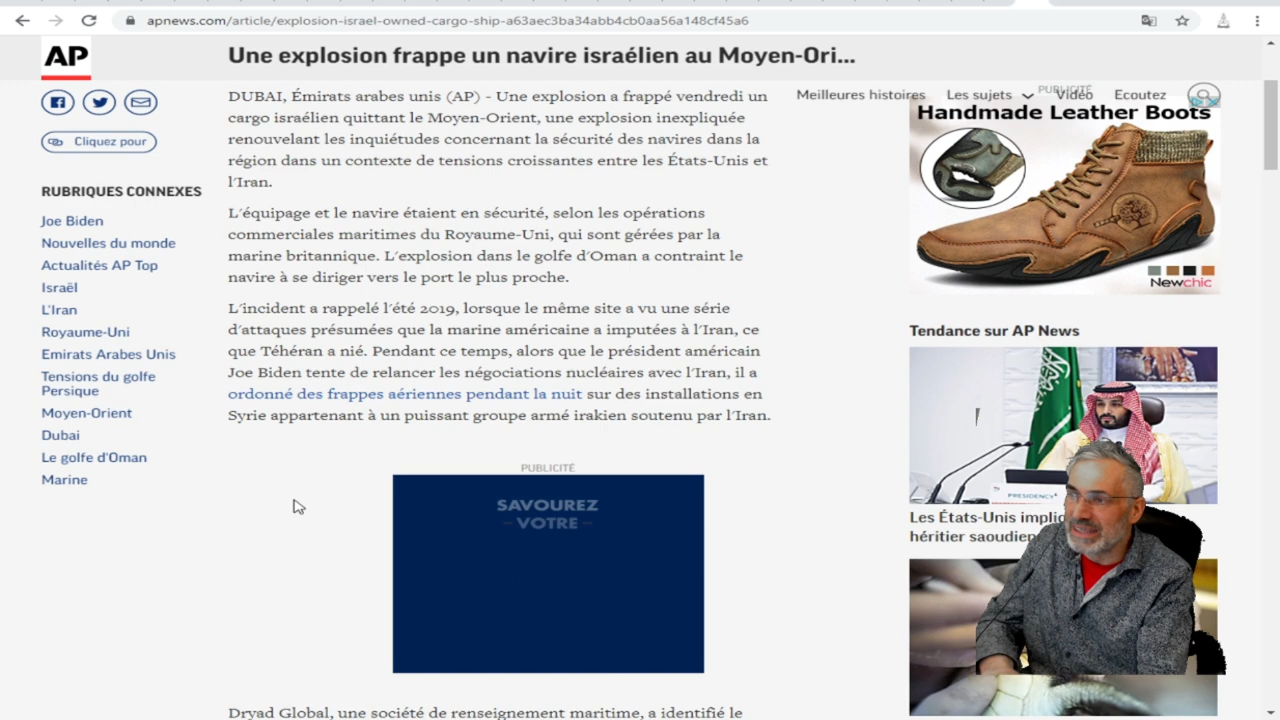 apnews.com/article/explosion-israel-owned-cargo-ship-a63aec3ba34abb4cb0aa56a148cf45a6
AP
Une explosion frappe un navire israélien au Moyen-Ori...
Meilleures histoires
Les sujets
Vidéo
Ecoutez
Cliquez pour
RUBRIQUES CONNEXES
Joe Biden
Nouvelles du monde
Actualités AP Top
Israël
L'Iran
Royaume-Uni
Emirats Arabes Unis
Tensions du golfe
Persique
Moyen-Orient
Dubai
Le golfe d'Oman
Marine
DUBAI, Émirats arabes unis (AP) - Une explosion a frappé vendredi un
cargo israélien quittant le Moyen-Orient, une explosion inexpliquée
renouvelant les inquiétudes concernant la sécurité des navires dans la
région dans un contexte de tensions croissantes entre les États-Unis et
l'Iran.
L'équipage et le navire étaient en sécurité, selon les opérations
commerciales maritimes du Royaume-Uni, qui sont gérées par la
marine britannique. L'explosion dans le golfe d'Oman a contraint le
navire à se diriger vers le port le plus proche.
L'incident a rappelé l'été 2019, lorsque le même site a vu une série
d'attaques présumées que la marine américaine a imputées à l'Iran, ce
que Téhéran a nié. Pendant ce temps, alors que le président américain
Joe Biden tente de relancer les négociations nucléaires avec l'Iran, il a
ordonné des frappes aériennes pendant la nuit sur des installations en
Syrie appartenant à un puissant groupe armé irakien soutenu par l'Iran.
PUBLICITÉ
SAVOUREZ
- VOTRE -
Dryad Global, une société de renseignement maritime, a identifié le
PUBLICITÉ
Handmade Leather Boots
Newchic
Tendance sur AP News
PRESIDENCY
Les États-Unis
héritier saoudien